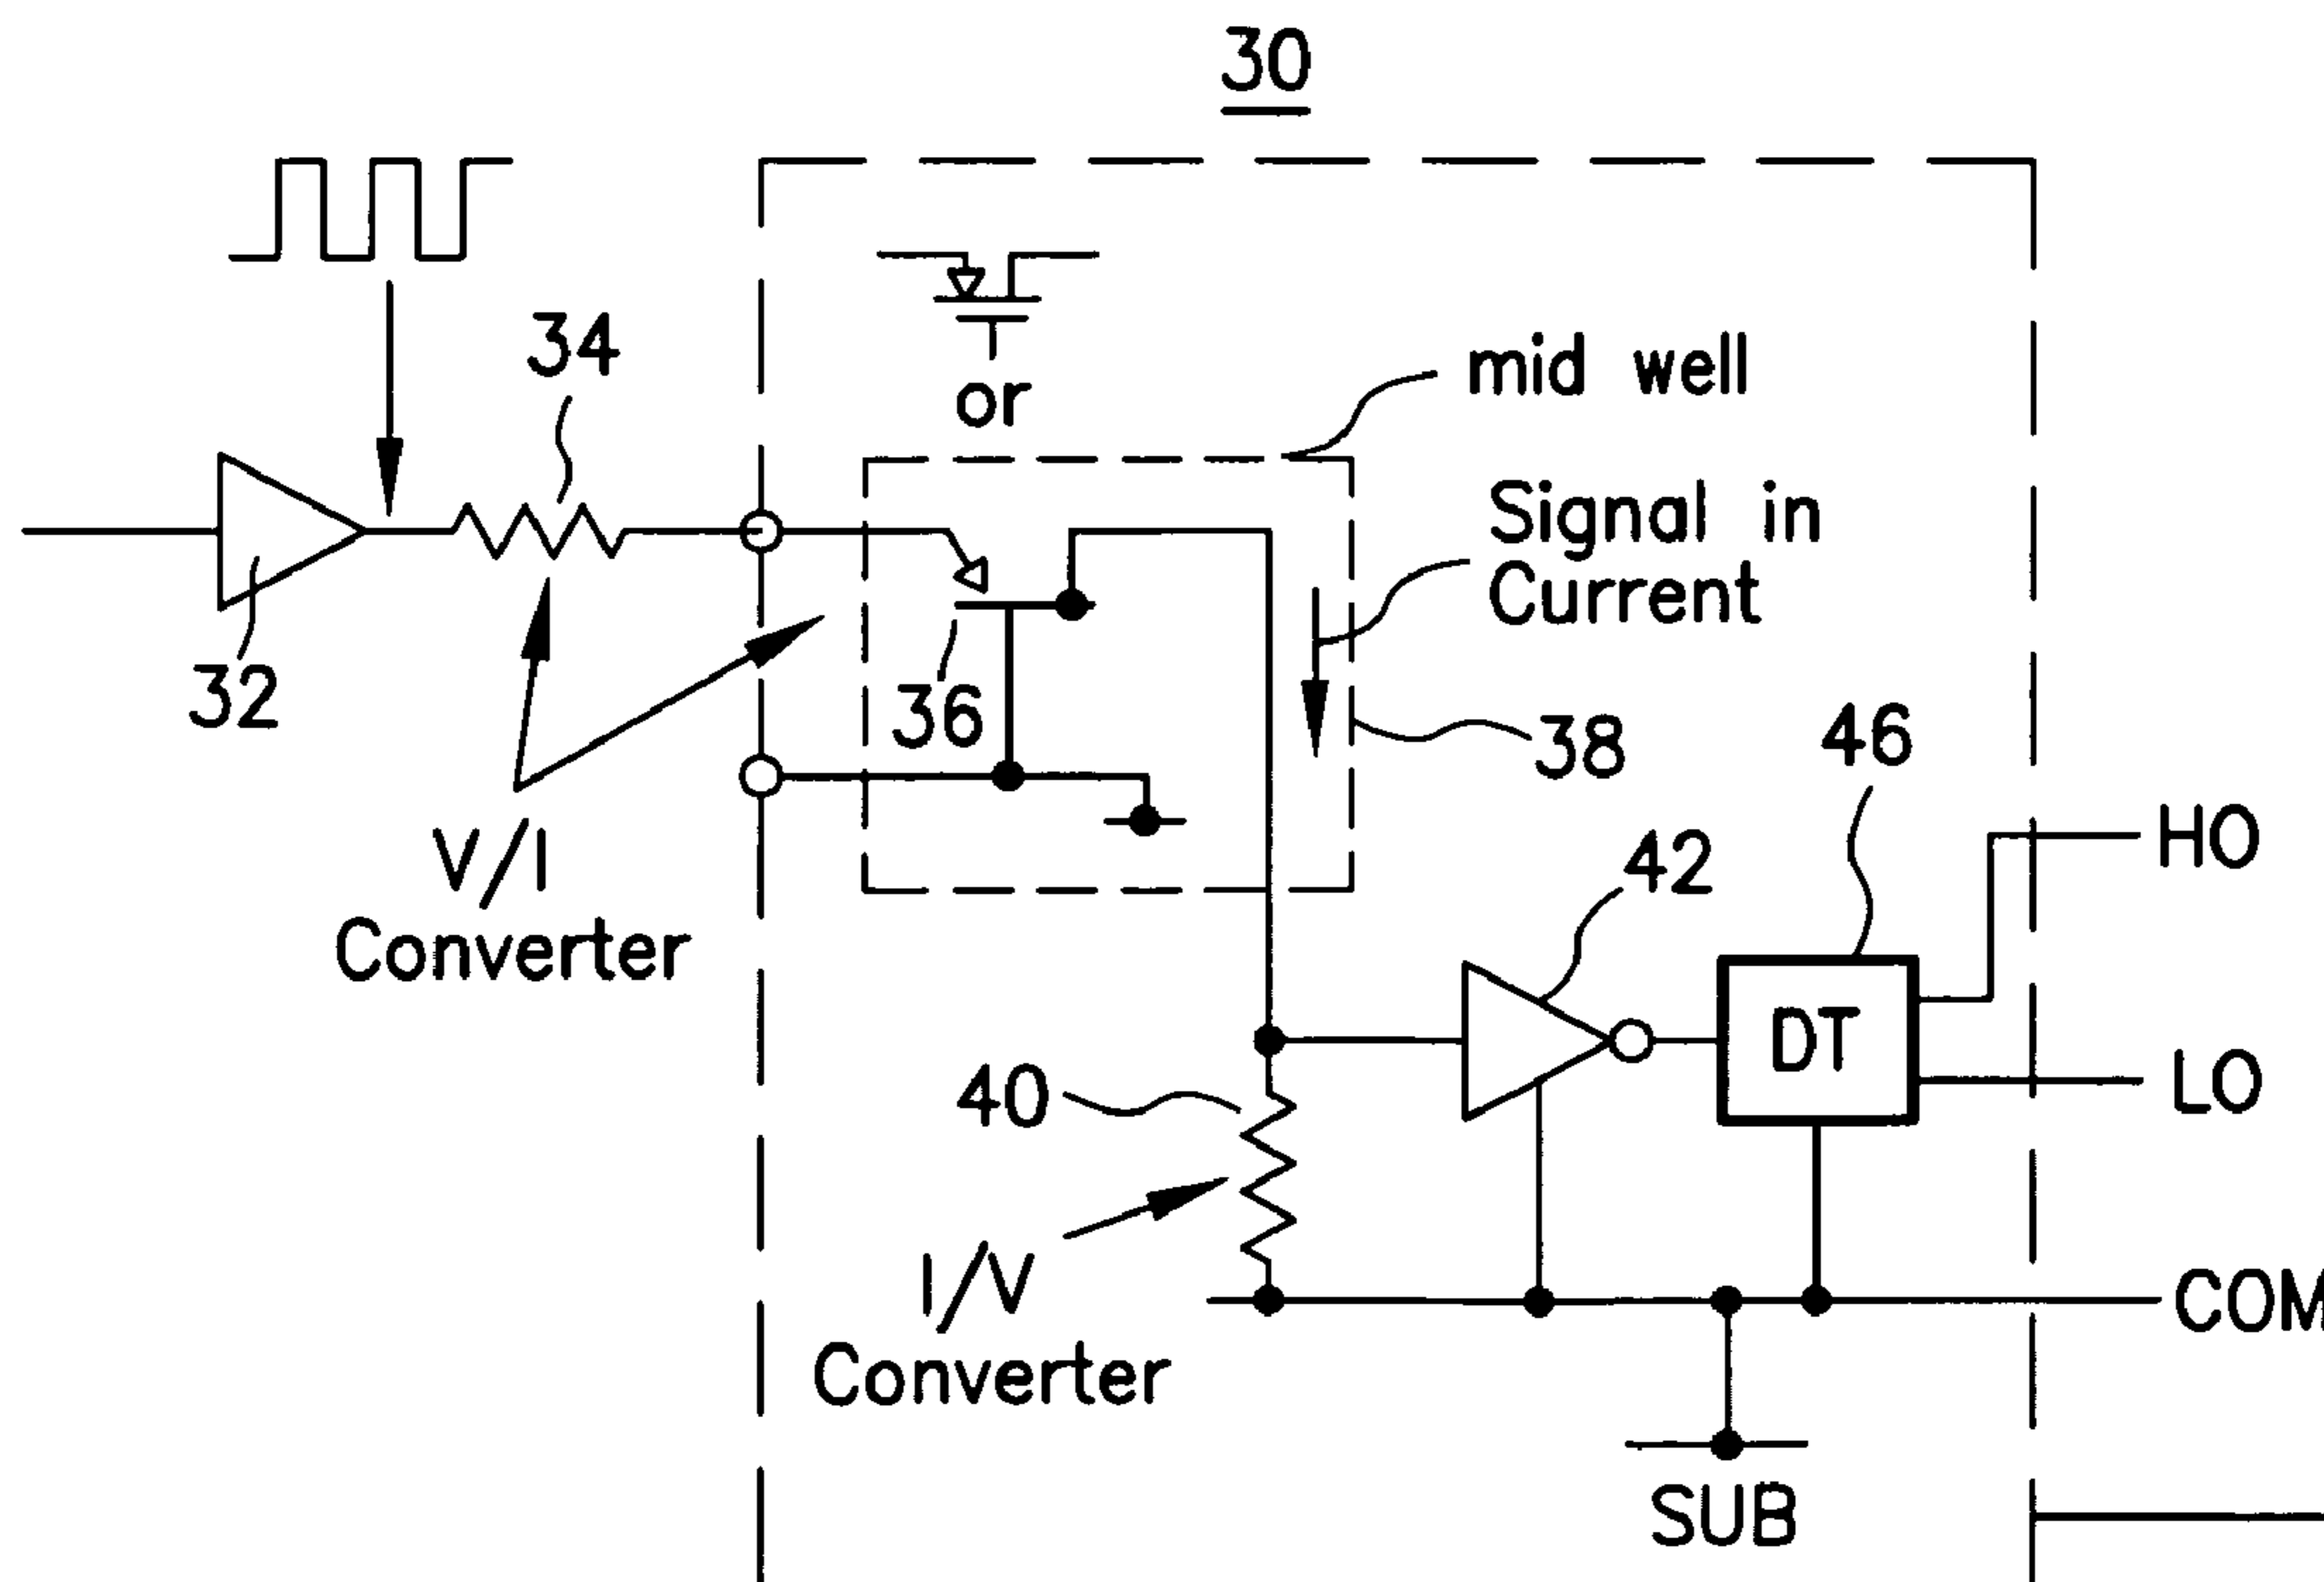 30
34
mid well
or
Signal in
Current
32
36
38
46
V/I
Converter
42
HO
DT
LO
40
I/V
Converter
COM
SUB